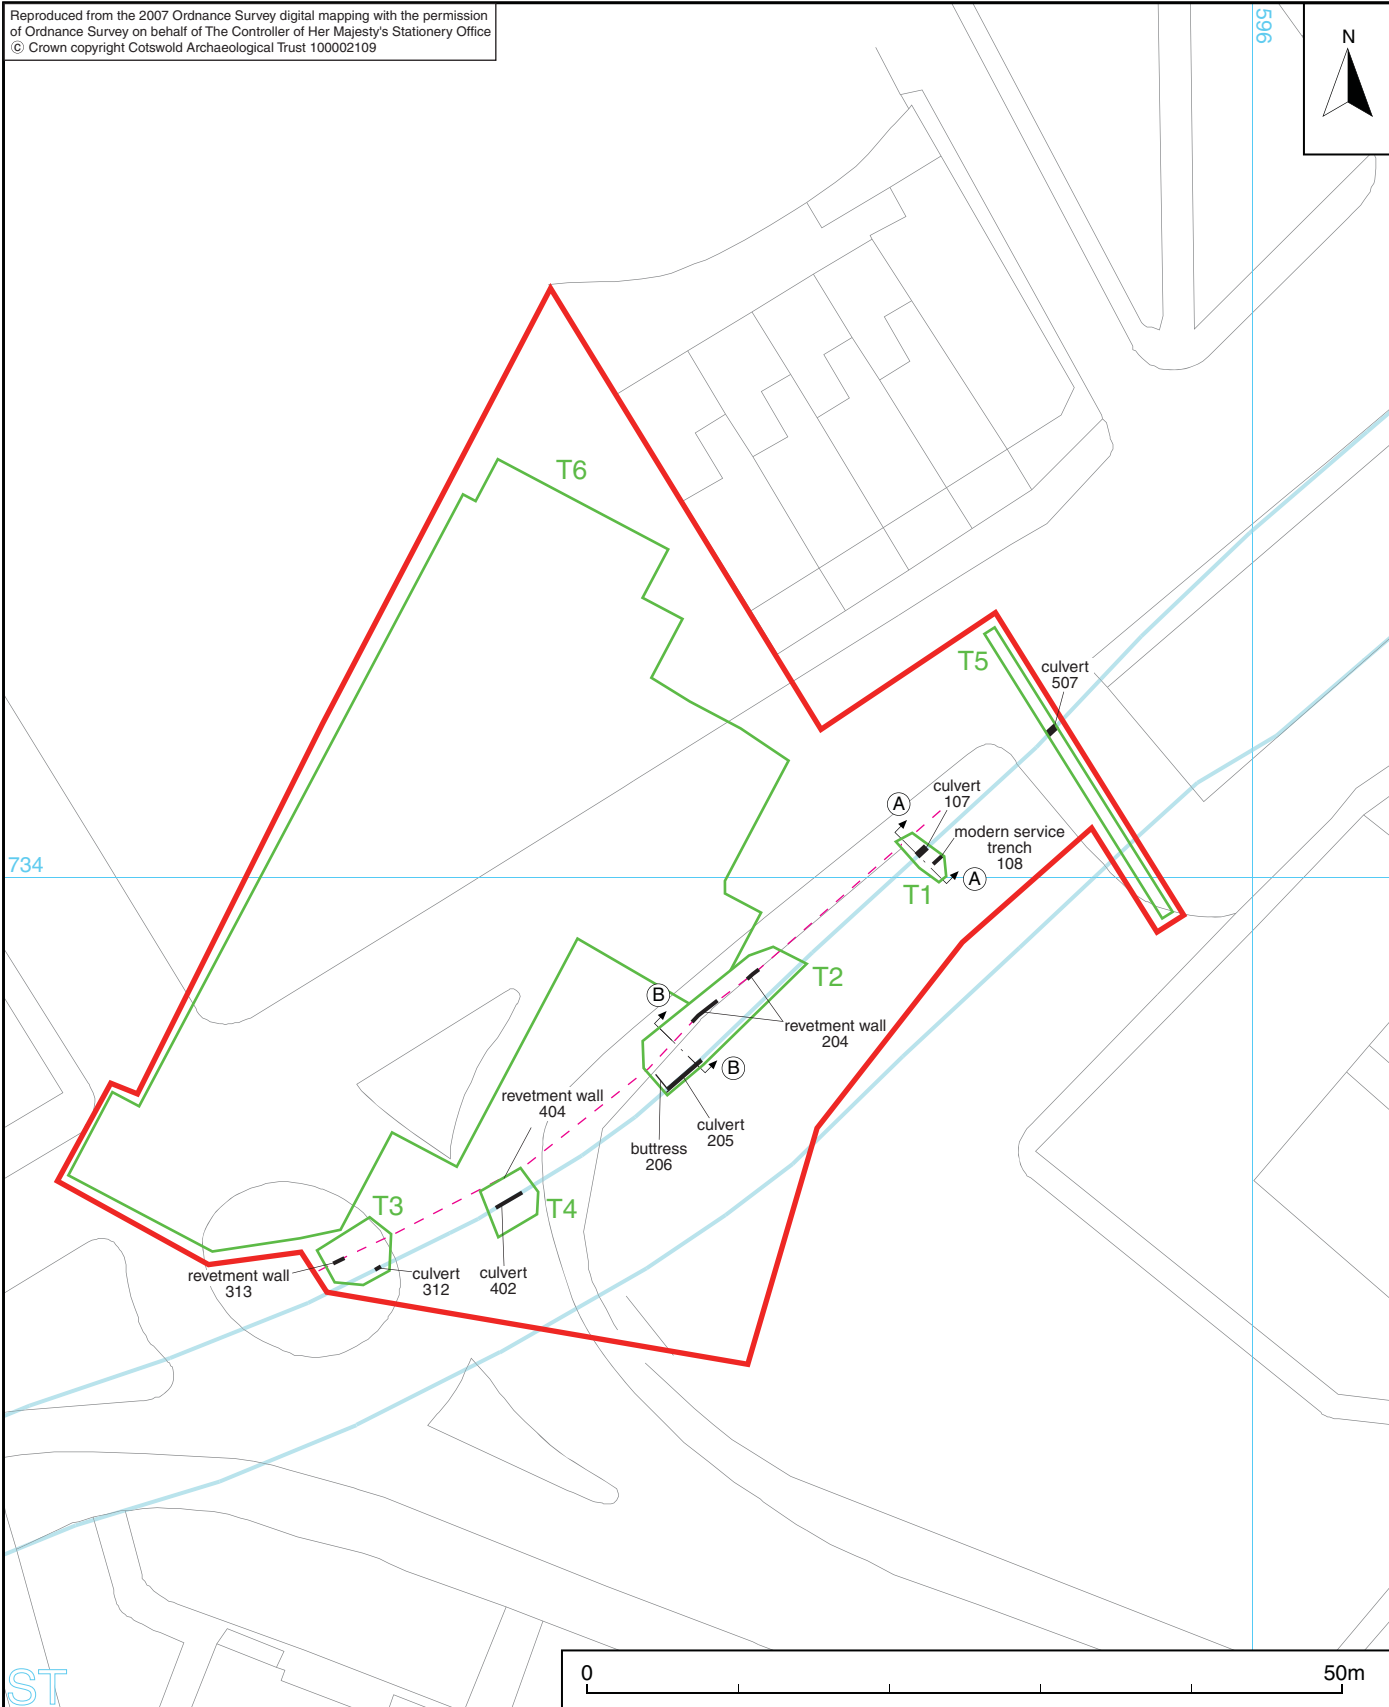 Reproduced from the 2007 Ordnance Survey digital mapping with the permission
of Ordnance Survey on behalf of The Controller of Her Majesty's Stationery Office
© Crown copyright Cotswold Archaeological Trust 100002109
596
N
T6
T5
culvert
507
A
culvert
107
modern service
trench
108
734
A
T1
T2
B
revetment wall
204
B
revetment wall
404
culvert
205
buttress
206
T3
T4
revetment wall
313
culvert
312
culvert
402
ST
0
50m